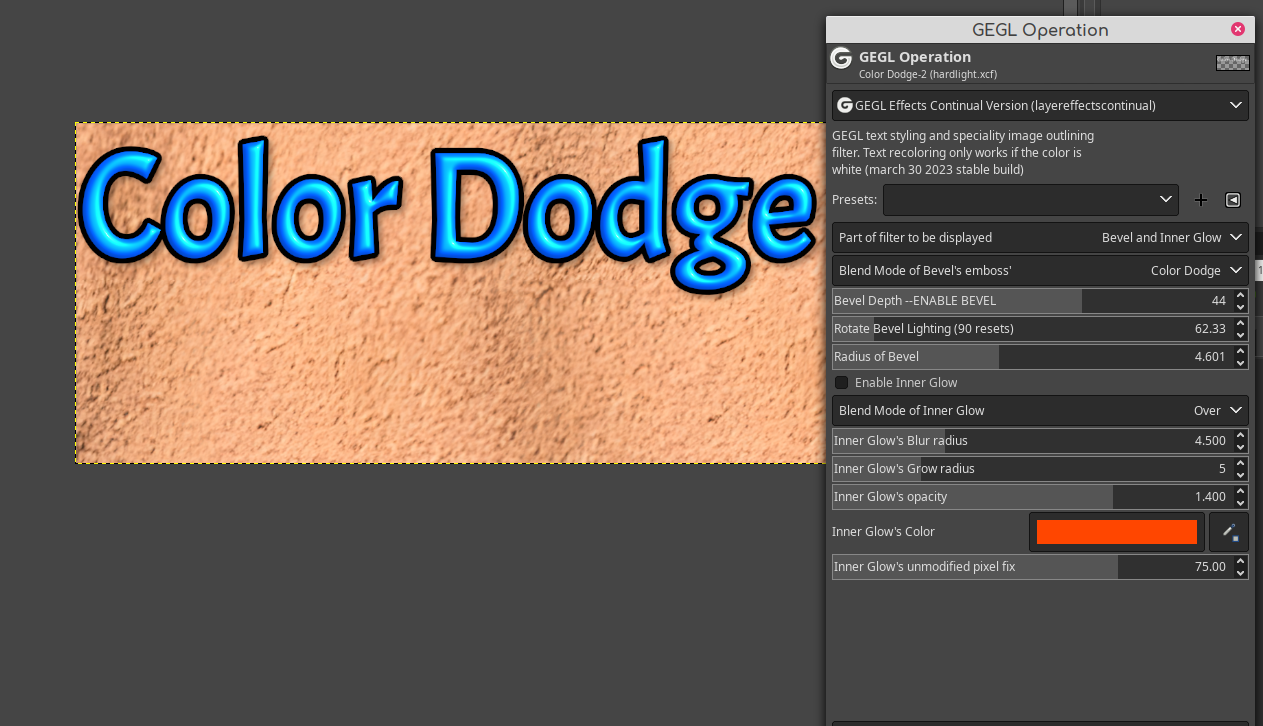 GEGL Operation
GEGL Operation
Color Dodge-2 (hardlight.xcf)
GEGL Effects Continual Version (layereffectscontinual)
GEGL text styling and speciality image outlining
filter. Text recoloring only works if the color is
white (march 30 2023 stable build)
Presets:
Part of filter to be displayed Bevel and Inner Glow
Blend Mode of Bevel's emboss' Color Dodge
Bevel Depth --ENABLE BEVEL 44
Rotate Bevel Lighting (90 resets) 62.33
Radius of Bevel 4.601
Enable Inner Glow
Blend Mode of Inner Glow Over
Inner Glow's Blur radius 4.500
Inner Glow's Grow radius 5
Inner Glow's opacity 1.400
Inner Glow's Color
Inner Glow's unmodified pixel fix 75.00
Color Dodge
1